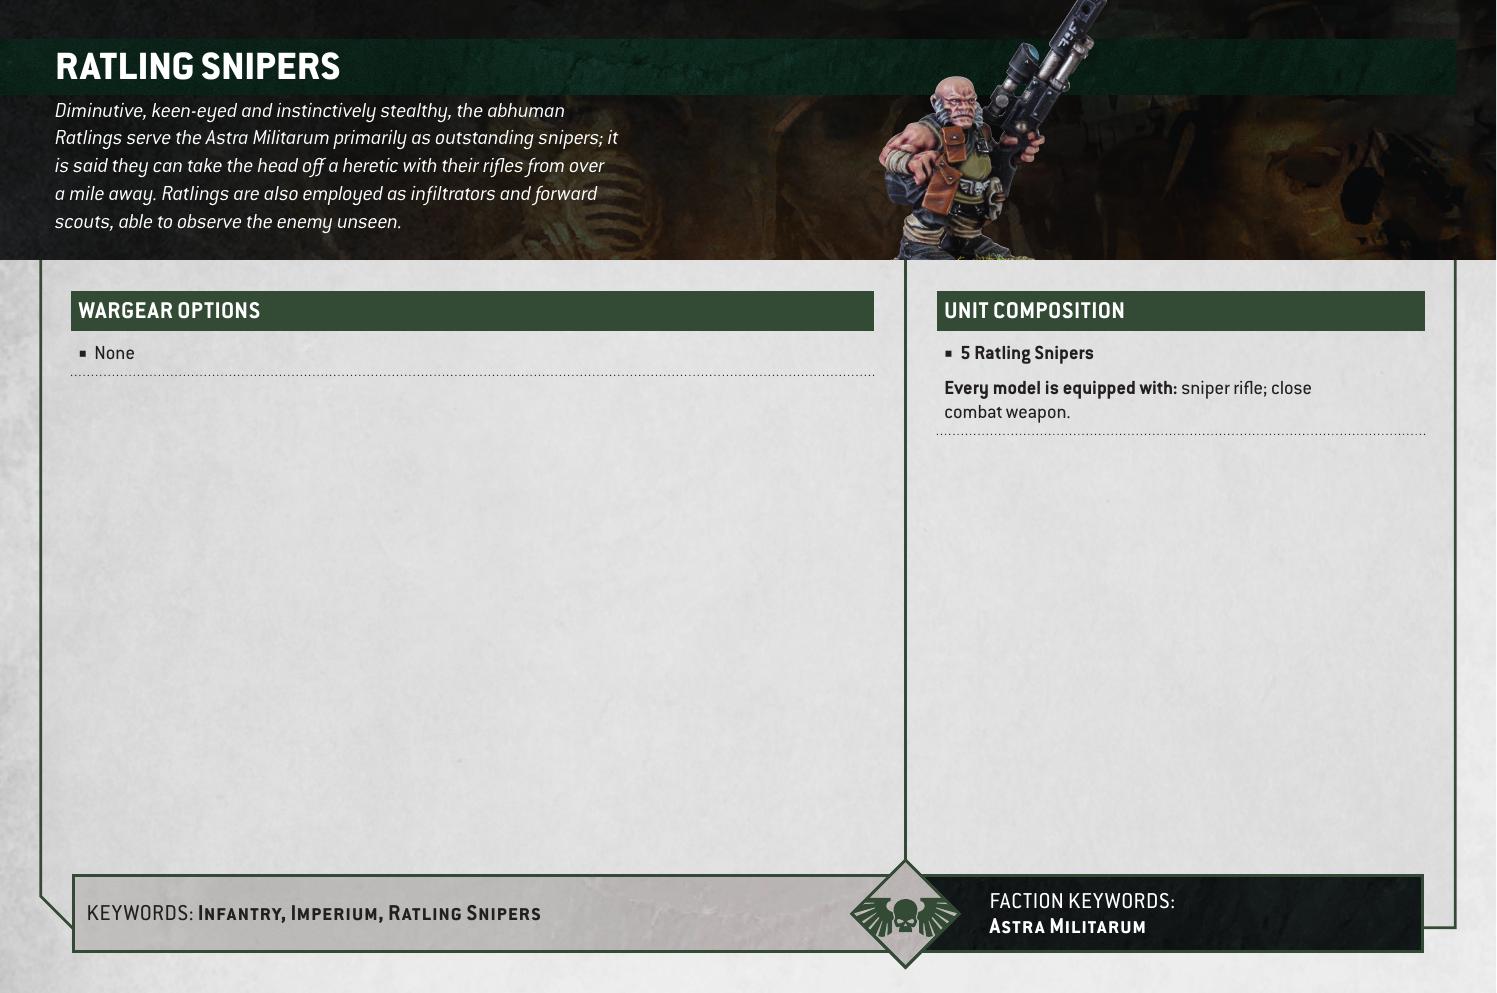 RATLING SNIPERS
Diminutive, keen-eyed and instinctively stealthy, the abhuman
Ratlings serve the Astra Militarum primarily as outstanding snipers; it
is said they can take the head off a heretic with their rifles from over
a mile away. Ratlings are also employed as infiltrators and forward
scouts, able to observe the enemy unseen.
WARGEAR OPTIONS
▪ None
UNIT COMPOSITION
▪ 5 Ratling Snipers
Every model is equipped with: sniper rifle; close
combat weapon.
KEYWORDS: Infantry, Imperium, Ratling Snipers
FACTION KEYWORDS:
Astra Militarum